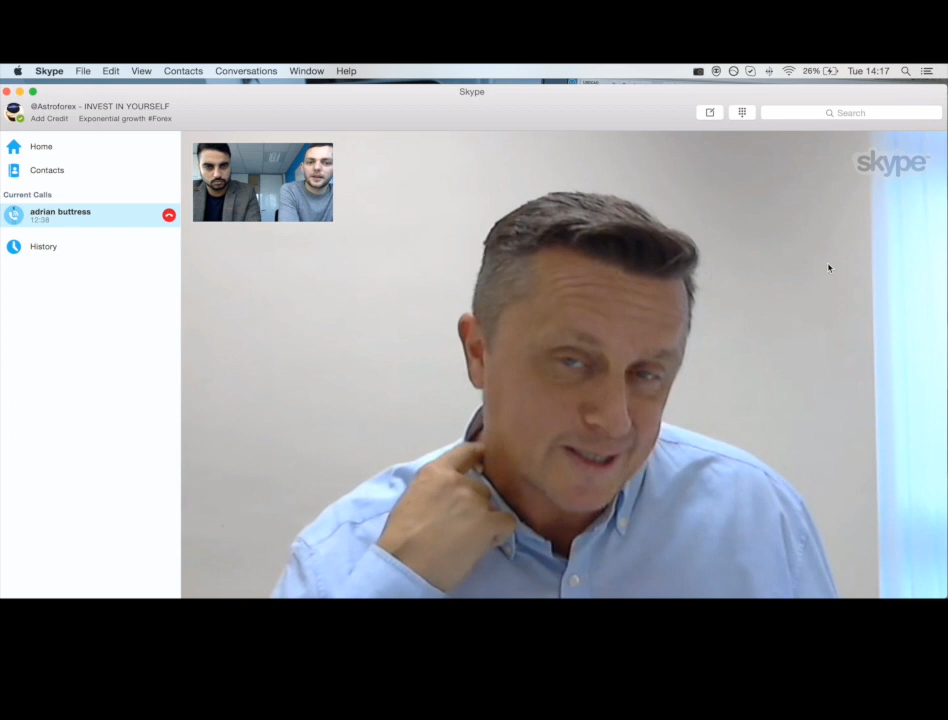 Skype File Edit View Contacts Conversations Window Help 26% Tue 14:17
Skype
@Astroforex - INVEST IN YOURSELF
Add Credit Exponential growth #Forex
Search
Home
Contacts
Current Calls
adrian buttress
12:38
History
skype™